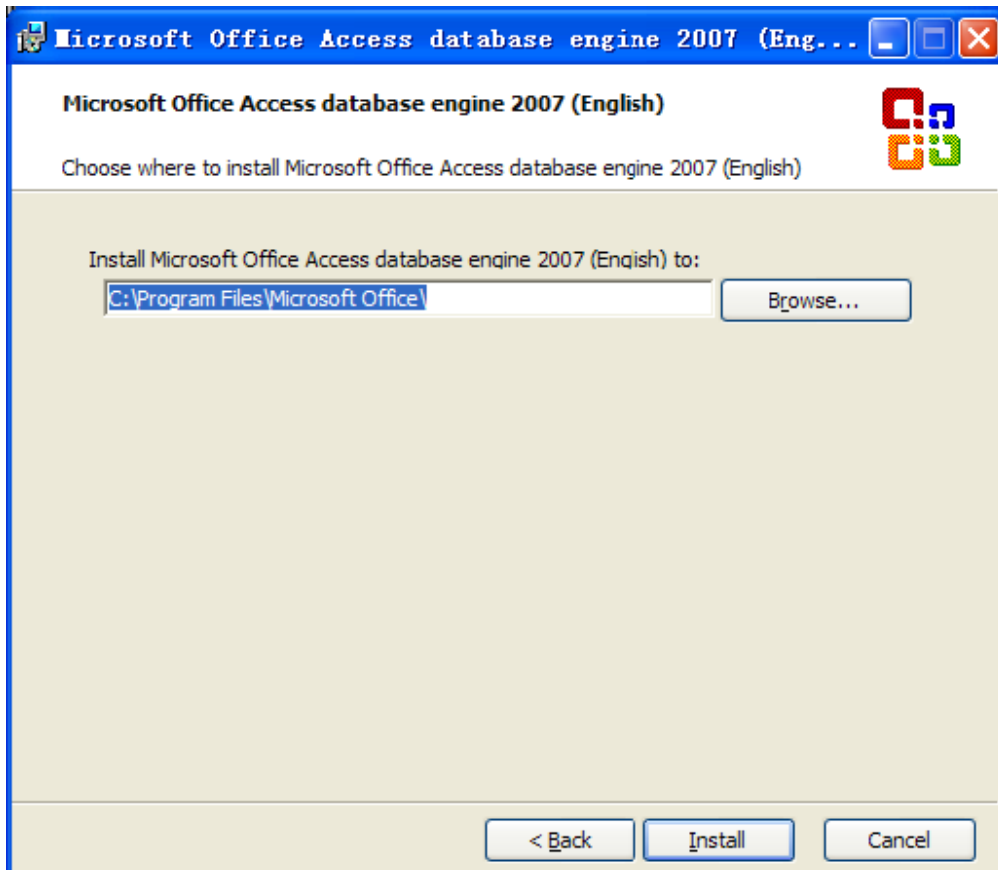 Microsoft Office Access database engine 2007 (Eng...
Microsoft Office Access database engine 2007 (English)
Choose where to install Microsoft Office Access database engine 2007 (English)
Install Microsoft Office Access database engine 2007 (English) to:
C:\Program Files\Microsoft Office\
Browse...
< Back
Install
Cancel